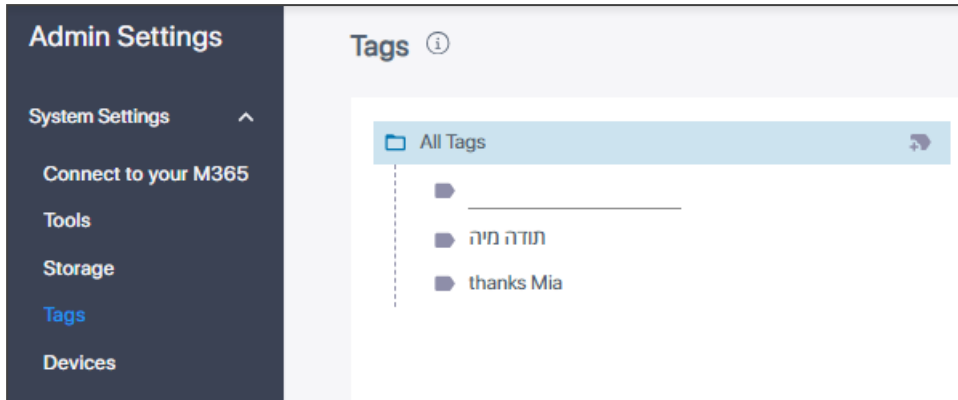 Admin Settings
System Settings
Connect to your M365
Tools
Storage
Tags
Devices
Tags
All Tags
תודה מיה
thanks Mia